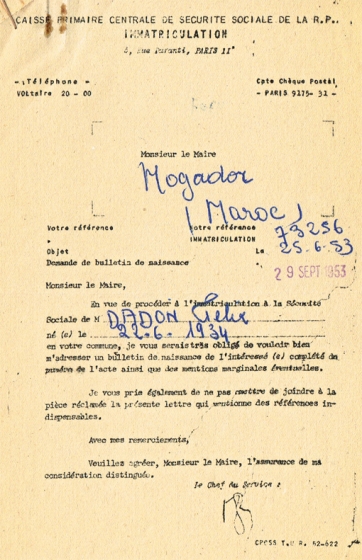 CAISSE PRIMAIRE CENTRALE DE SECURITE SOCIALE DE LA R.P.
IMMATRICULATION
PARIS 11°
Téléphone
VOLtaire 20 - 00
Cpte Chèque Postal
- PARIS 9175-31 -
Monsieur le Maire
Mogador
(Maroc)
Votre référence
Notre référence
73256
IMMATRICULATION
Le 25.6.53
Objet
Demande de bulletin de naissance
29 SEPT 1953
Monsieur le Maire,
En vue de procéder à l'immatriculation à la Sécurité
Sociale de M DADON Felix
né (e) le 22.6.1934
en votre commune, je vous serais très obligé de vouloir bien
m'adresser un bulletin de naissance de l'intéressé (e) complété du
numéro de l'acte ainsi que des mentions marginales éventuelles.
Je vous prie également de ne pas omettre de joindre à la
pièce réclamée la présente lettre qui mentionne des références in-
dispensables.
Avec mes remerciements,
Veuillez agréer, Monsieur le Maire, l'assurance de ma
considération distinguée.
le Chef du Service :
CPCSS T.U.R. 52-622